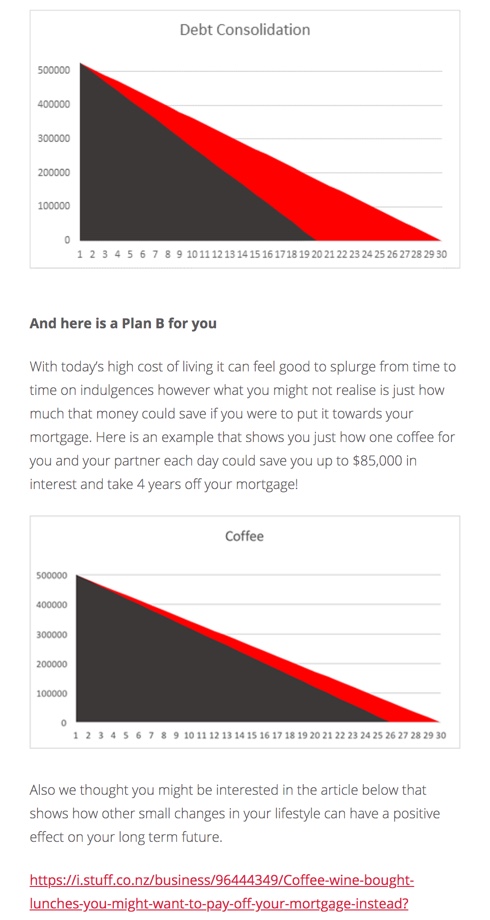 Debt Consolidation
500000
400000
300000
200000
100000
0
1 2 3 4 5 6 7 8 9 10 11 12 13 14 15 16 17 18 19 20 21 22 23 24 25 26 27 28 29 30
And here is a Plan B for you
With today's high cost of living it can feel good to splurge from time to
time on indulgences however what you might not realise is just how
much that money could save if you were to put it towards your
mortgage. Here is an example that shows you just how one coffee for
you and your partner each day could save you up to $85,000 in
interest and take 4 years off your mortgage!
Coffee
500000
400000
300000
200000
100000
0
1 2 3 4 5 6 7 8 9 10 11 12 13 14 15 16 17 18 19 20 21 22 23 24 25 26 27 28 29 30
Also we thought you might be interested in the article below that
shows how other small changes in your lifestyle can have a positive
effect on your long term future.
https://i.stuff.co.nz/business/96444349/Coffee-wine-bought-
lunches-you-might-want-to-pay-off-your-mortgage-instead?